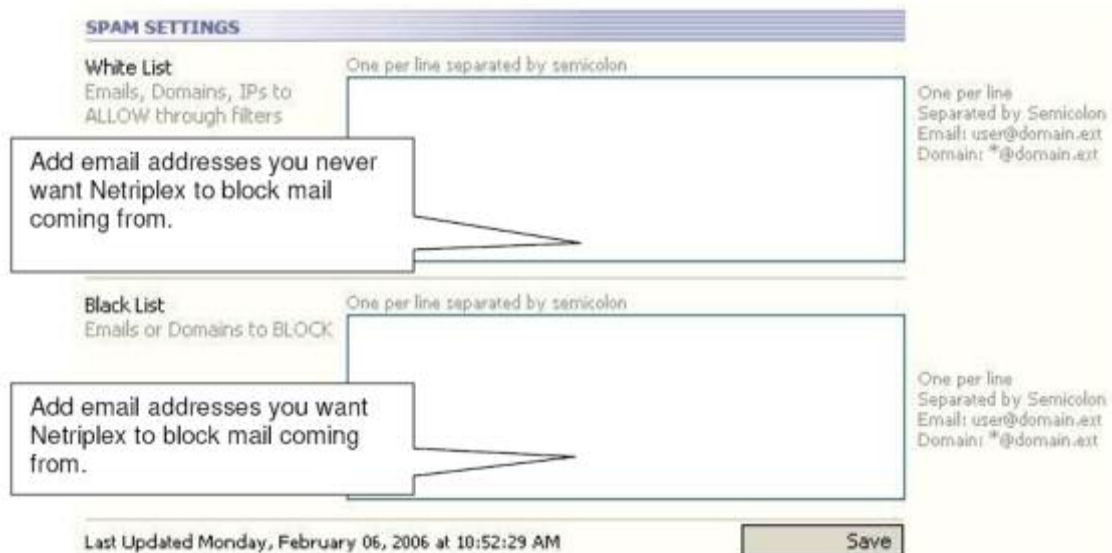 SPAM SETTINGS
White List
Emails, Domains, IPs to
ALLOW through filters
One per line separated by semicolon
One per line
Separated by Semicolon
Email: user@domain.ext
Domain: *@domain.ext
Add email addresses you never
want Netriplex to block mail
coming from.
Black List
Emails or Domains to BLOCK
One per line separated by semicolon
One per line
Separated by Semicolon
Email: user@domain.ext
Domain: *@domain.ext
Add email addresses you want
Netriplex to block mail coming
from.
Last Updated Monday, February 06, 2006 at 10:52:29 AM
Save